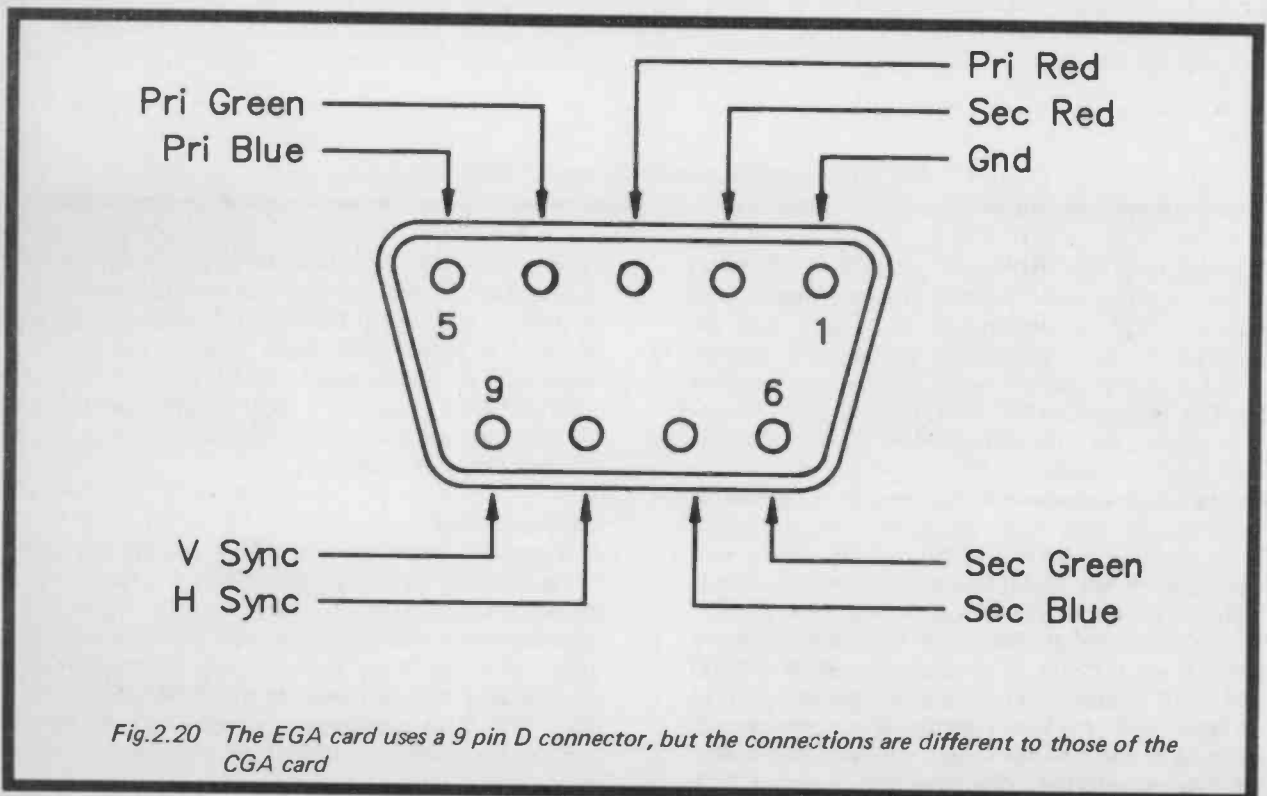 Pri Green
Pri Blue
Pri Red
Sec Red
Gnd
5
1
9
6
V Sync
H Sync
Sec Green
Sec Blue
Fig.2.20 The EGA card uses a 9 pin D connector, but the connections are different to those of the
CGA card